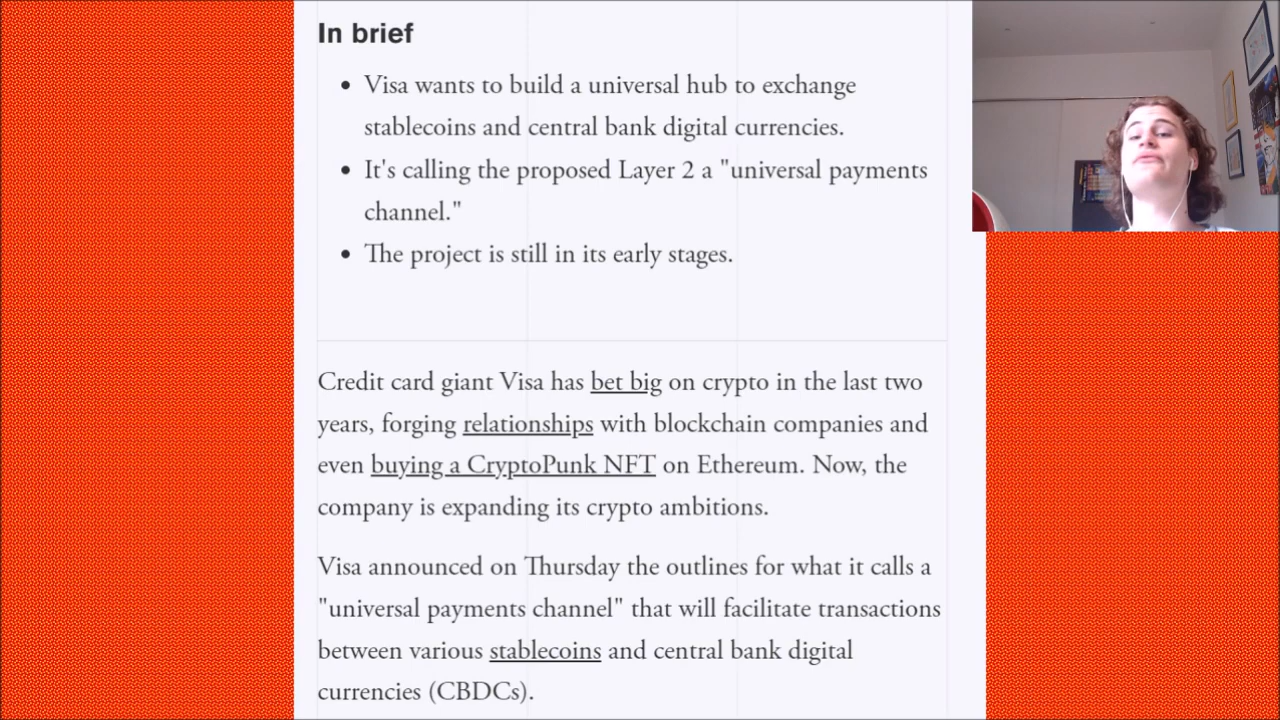 In brief
• Visa wants to build a universal hub to exchange
stablecoins and central bank digital currencies.
• It's calling the proposed Layer 2 a "universal payments
channel."
• The project is still in its early stages.
Credit card giant Visa has bet big on crypto in the last two
years, forging relationships with blockchain companies and
even buying a CryptoPunk NFT on Ethereum. Now, the
company is expanding its crypto ambitions.
Visa announced on Thursday the outlines for what it calls a
"universal payments channel" that will facilitate transactions
between various stablecoins and central bank digital
currencies (CBDCs).